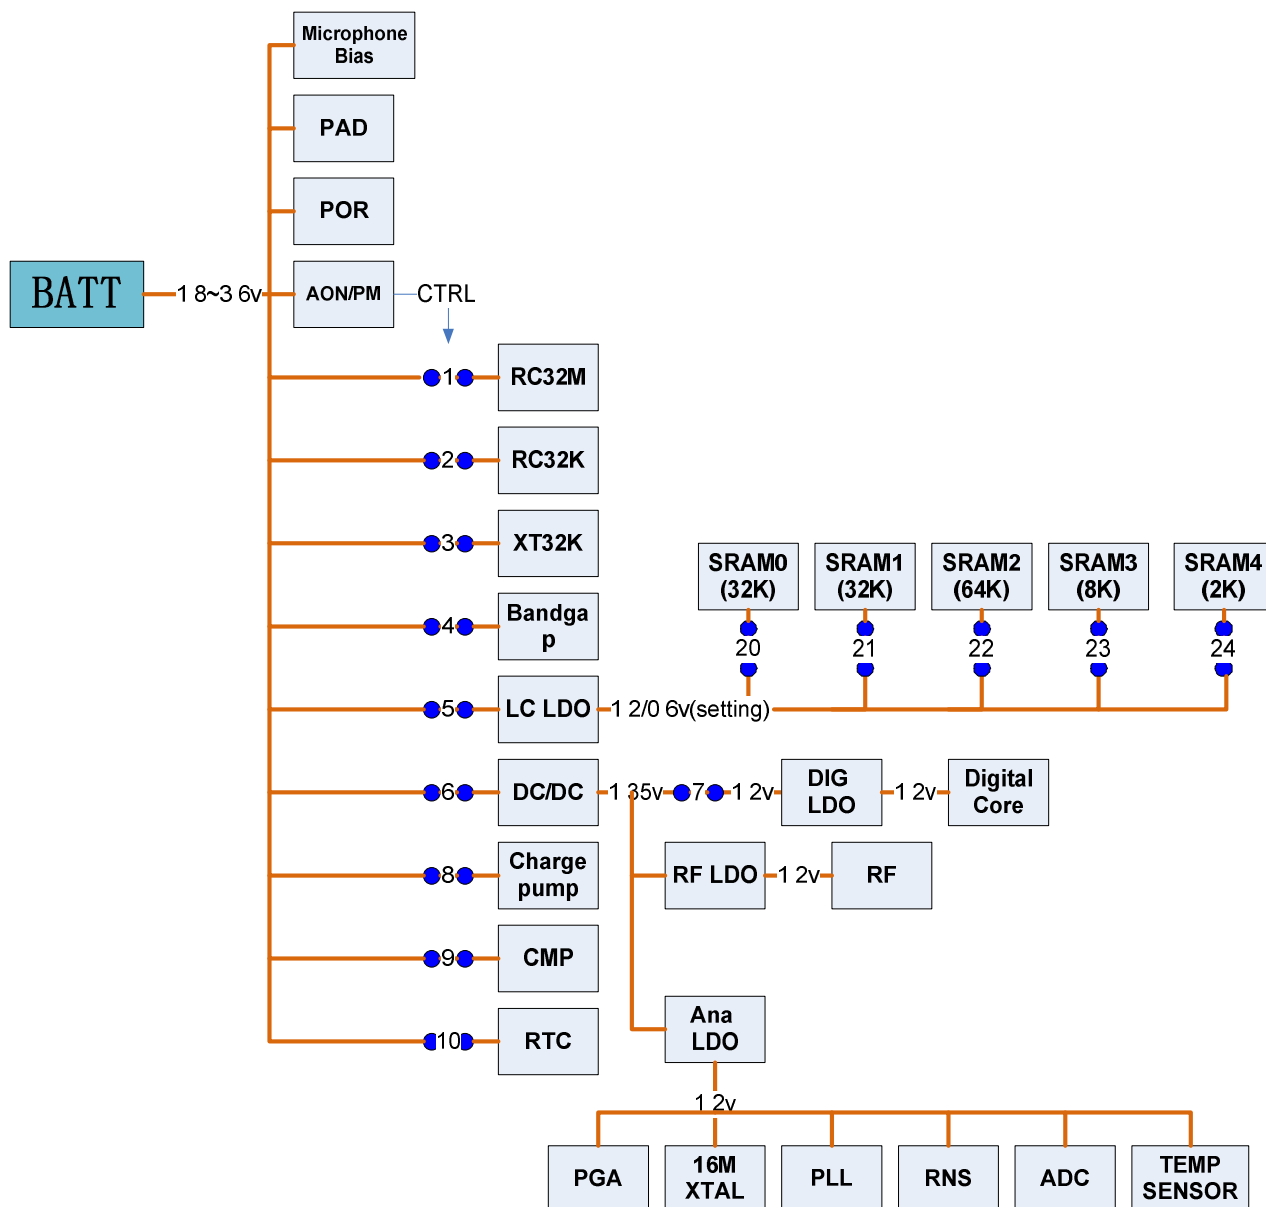 Microphone
Bias
PAD
POR
BATT
1 8~3 6v
AON/PM
CTRL
1
RC32M
2
RC32K
3
XT32K
SRAM0
(32K)
SRAM1
(32K)
SRAM2
(64K)
SRAM3
(8K)
SRAM4
(2K)
4
Bandga
p
20
21
22
23
24
5
LC LDO
1 2/0 6v(setting)
6
DC/DC
1 35v
7
1 2v
DIG
LDO
1 2v
Digital
Core
8
Charge
pump
RF LDO
1 2v
RF
9
CMP
10
RTC
Ana
LDO
1 2v
PGA
16M
XTAL
PLL
RNS
ADC
TEMP
SENSOR